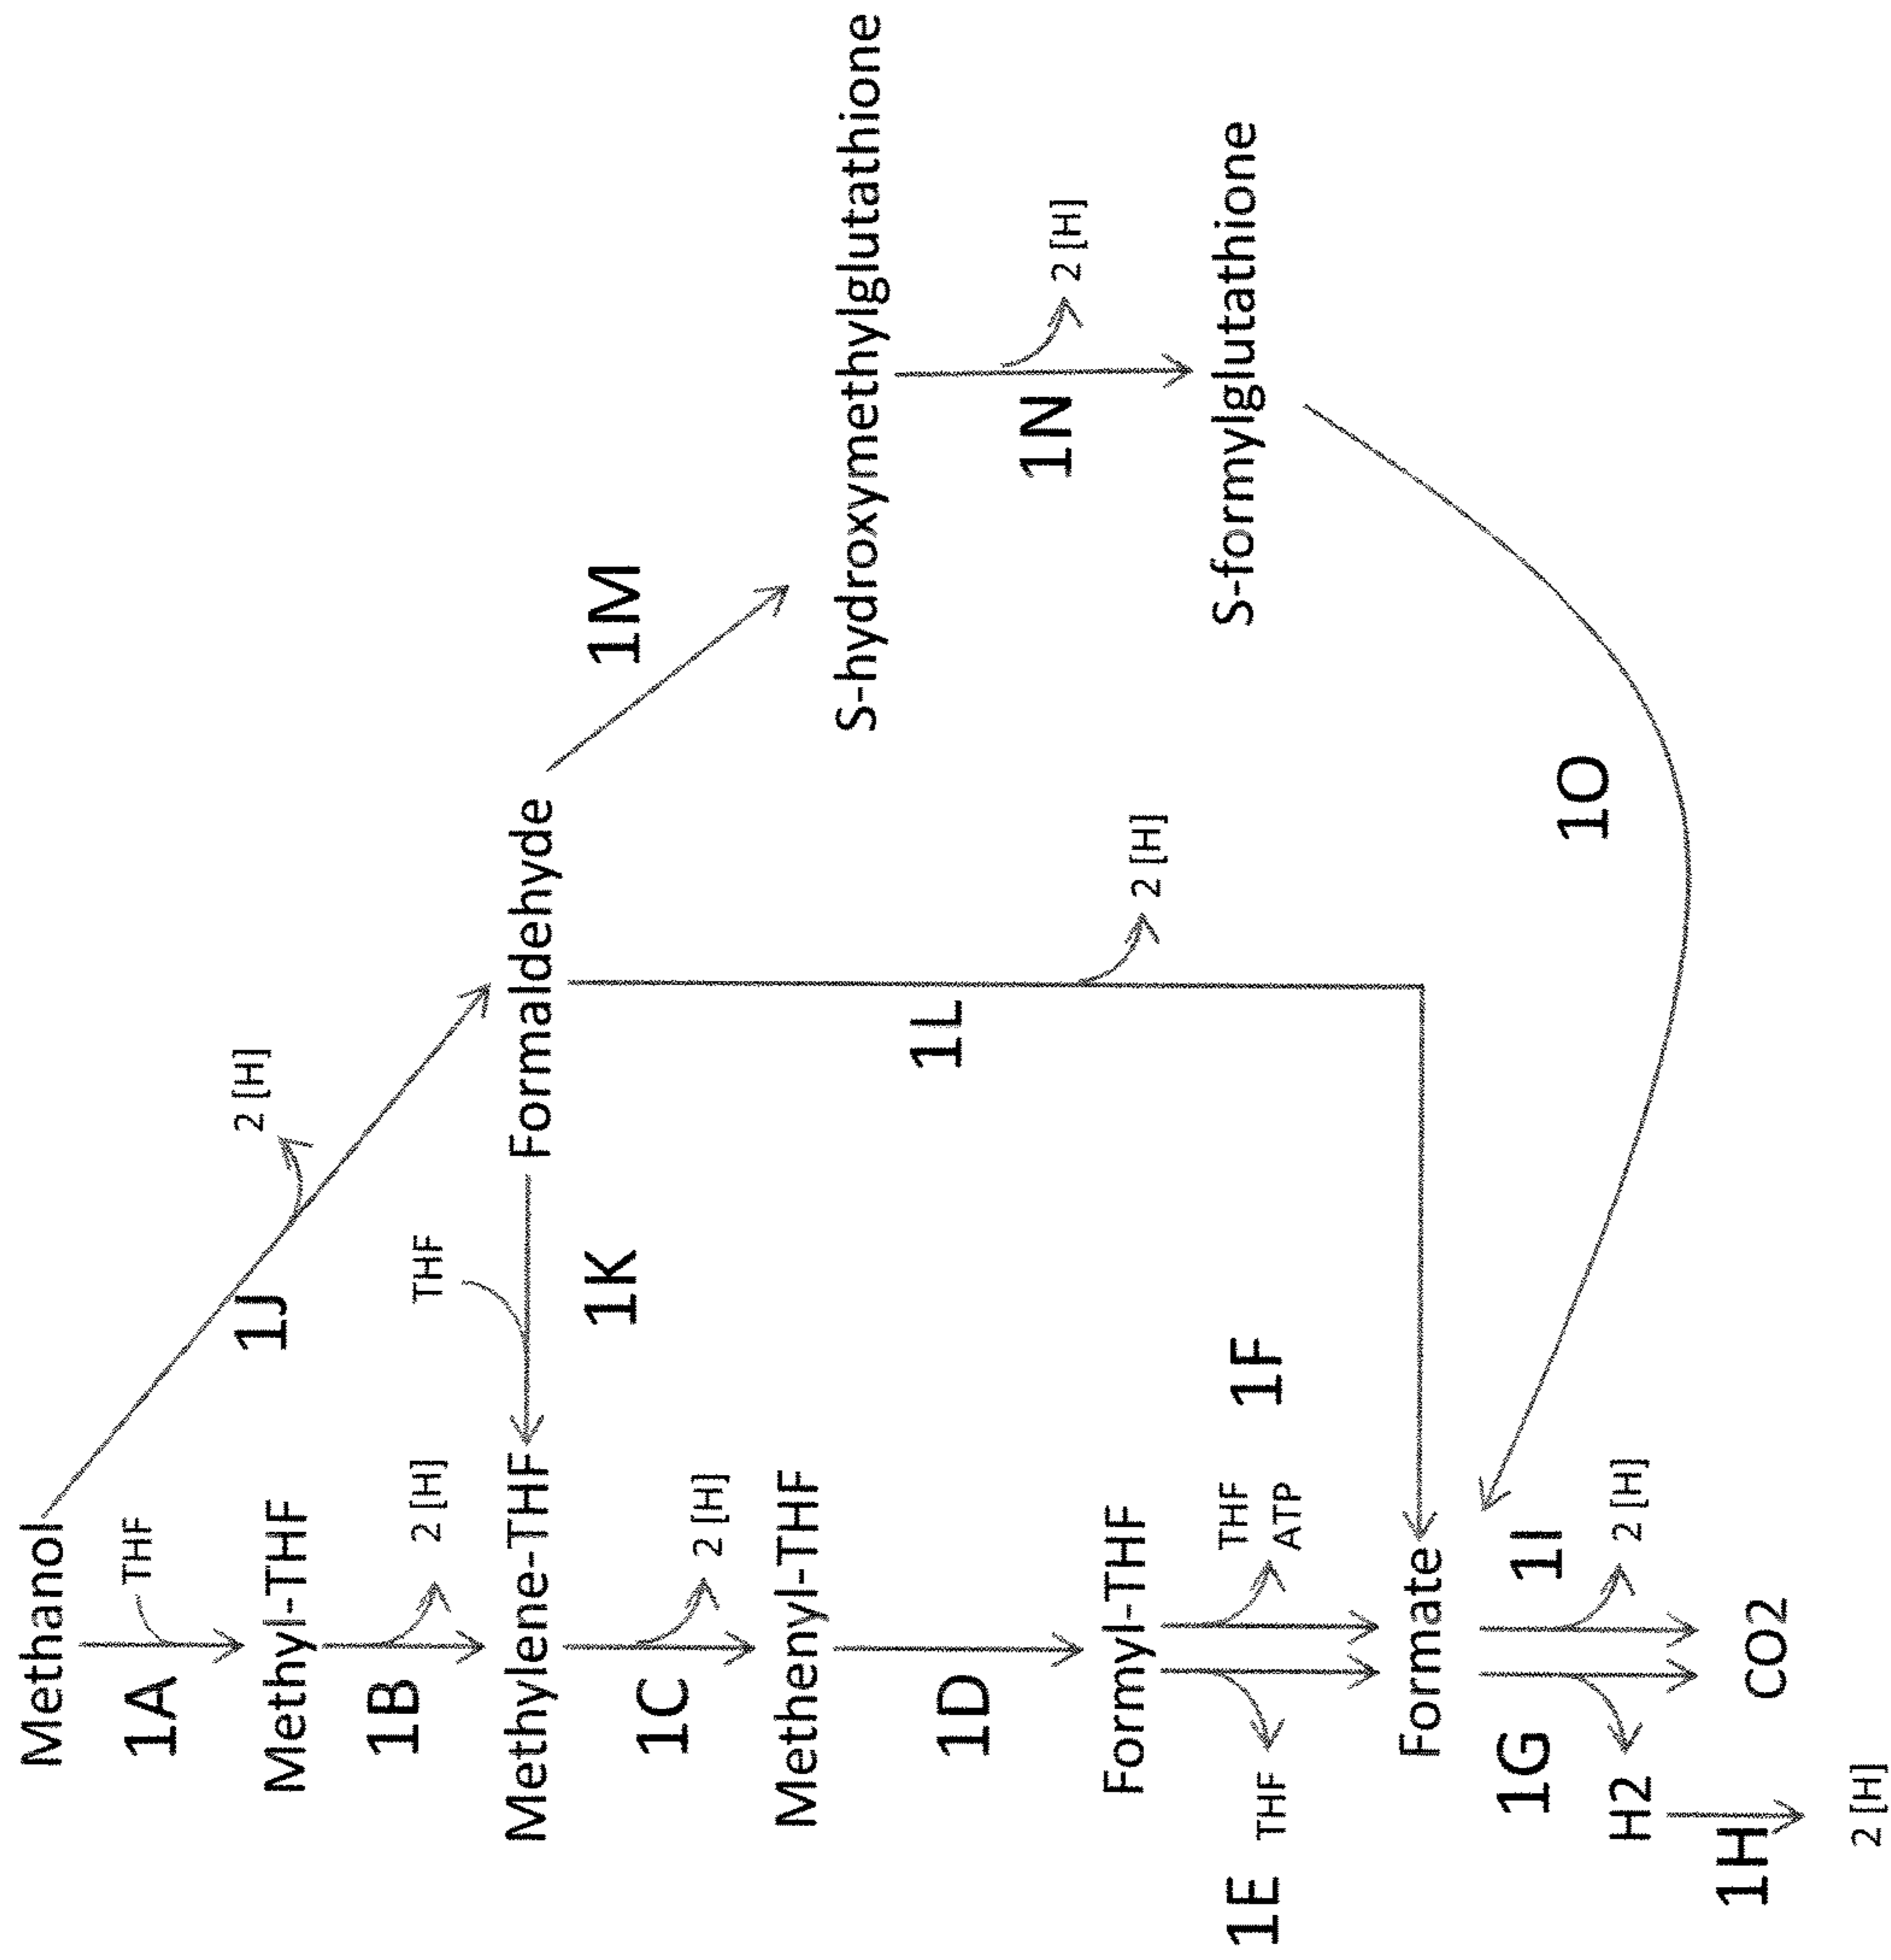 Methanol
THF
1A
Methyl-THF
1B
2 [H]
1J
2 [H]
Methylene-THF
THF
1K
Formaldehyde
1M
1C
2 [H]
Methenyl-THF
S-hydroxymethylglutathione
1D
1L
2 [H]
1N
2 [H]
Formyl-THF
S-formylglutathione
1E
THF
THF
ATP
1F
Formate
1O
1G
1I
H2
2 [H]
1H
CO2
2 [H]